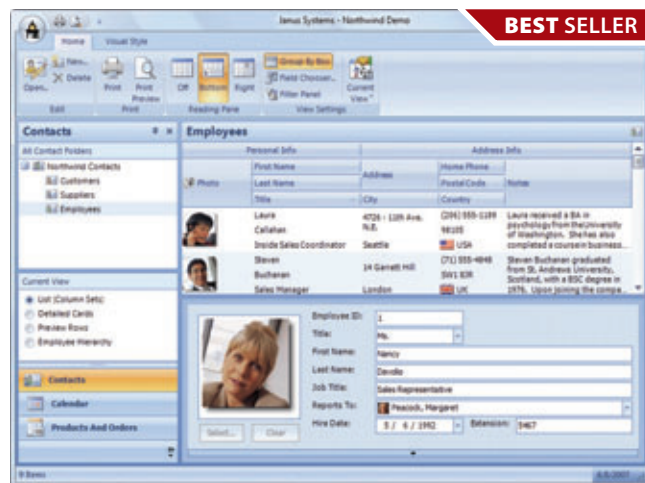 BEST SELLER
Janus Systems - Northwind Demo
Home Visual Style
Open... New... Delete Print Print Preview Off Bottom Right Group By Box Field Chooser... Filter Panel Current View
Edit Print Reading Pane View Settings
Contacts
All Contact Folders
Northwind Contacts
Customers
Suppliers
Employees
Current View
List (Column Sets)
Detailed Cards
Preview Rows
Employee Hierarchy
Contacts
Calendar
Products And Orders
Employees
Personal Info Address Info
Photo First Name Address Home Phone Notes
Last Name Postal Code
Title City Country
Laura 4726 - 11th Ave. N.E. (206) 555-1189 Laura received a BA in
Callahan 98105 psychology from the University of Washington. She has also
Inside Sales Coordinator Seattle USA completed a course in business...
Steven 14 Garrett Hill (71) 555-4848 Steven Buchanan graduated
Buchanan SW1 8JR from St. Andrews University, Scotland, with a BSC degree in
Sales Manager London UK 1976. Upon joining the compa...
Employee ID: 1
Title: Ms.
First Name: Nancy
Last Name: Davolio
Job Title: Sales Representative
Reports To: Peacock, Margaret
Hire Date: 5/ 6 / 1992 Extension: 5467
Select... Clear
9 Items